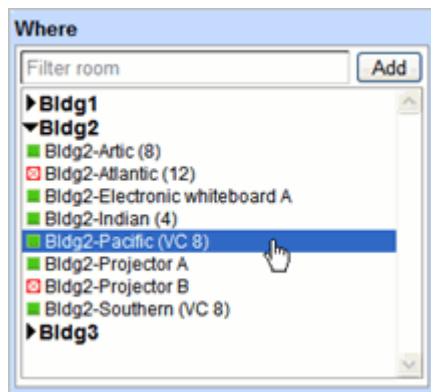 Where
Filter room Add
Bldg1
Bldg2
Bldg2-Artic (8)
Bldg2-Atlantic (12)
Bldg2-Electronic whiteboard A
Bldg2-Indian (4)
Bldg2-Pacific (VC 8)
Bldg2-Projector A
Bldg2-Projector B
Bldg2-Southern (VC 8)
Bldg3